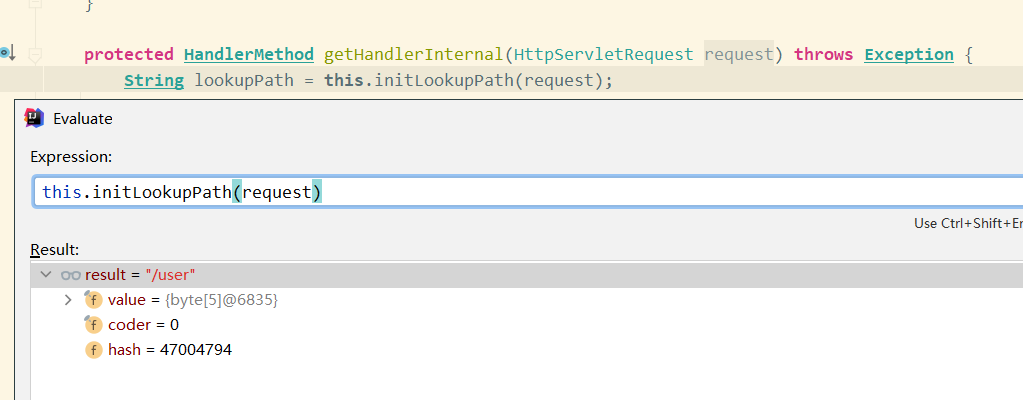 }
protected HandlerMethod getHandlerInternal(HttpServletRequest request) throws Exception {
String lookupPath = this.initLookupPath(request);
Evaluate
Expression:
this.initLookupPath(request)
Use Ctrl+Shift+En
Result:
result = "/user"
value = {byte[5]@6835}
coder = 0
hash = 47004794